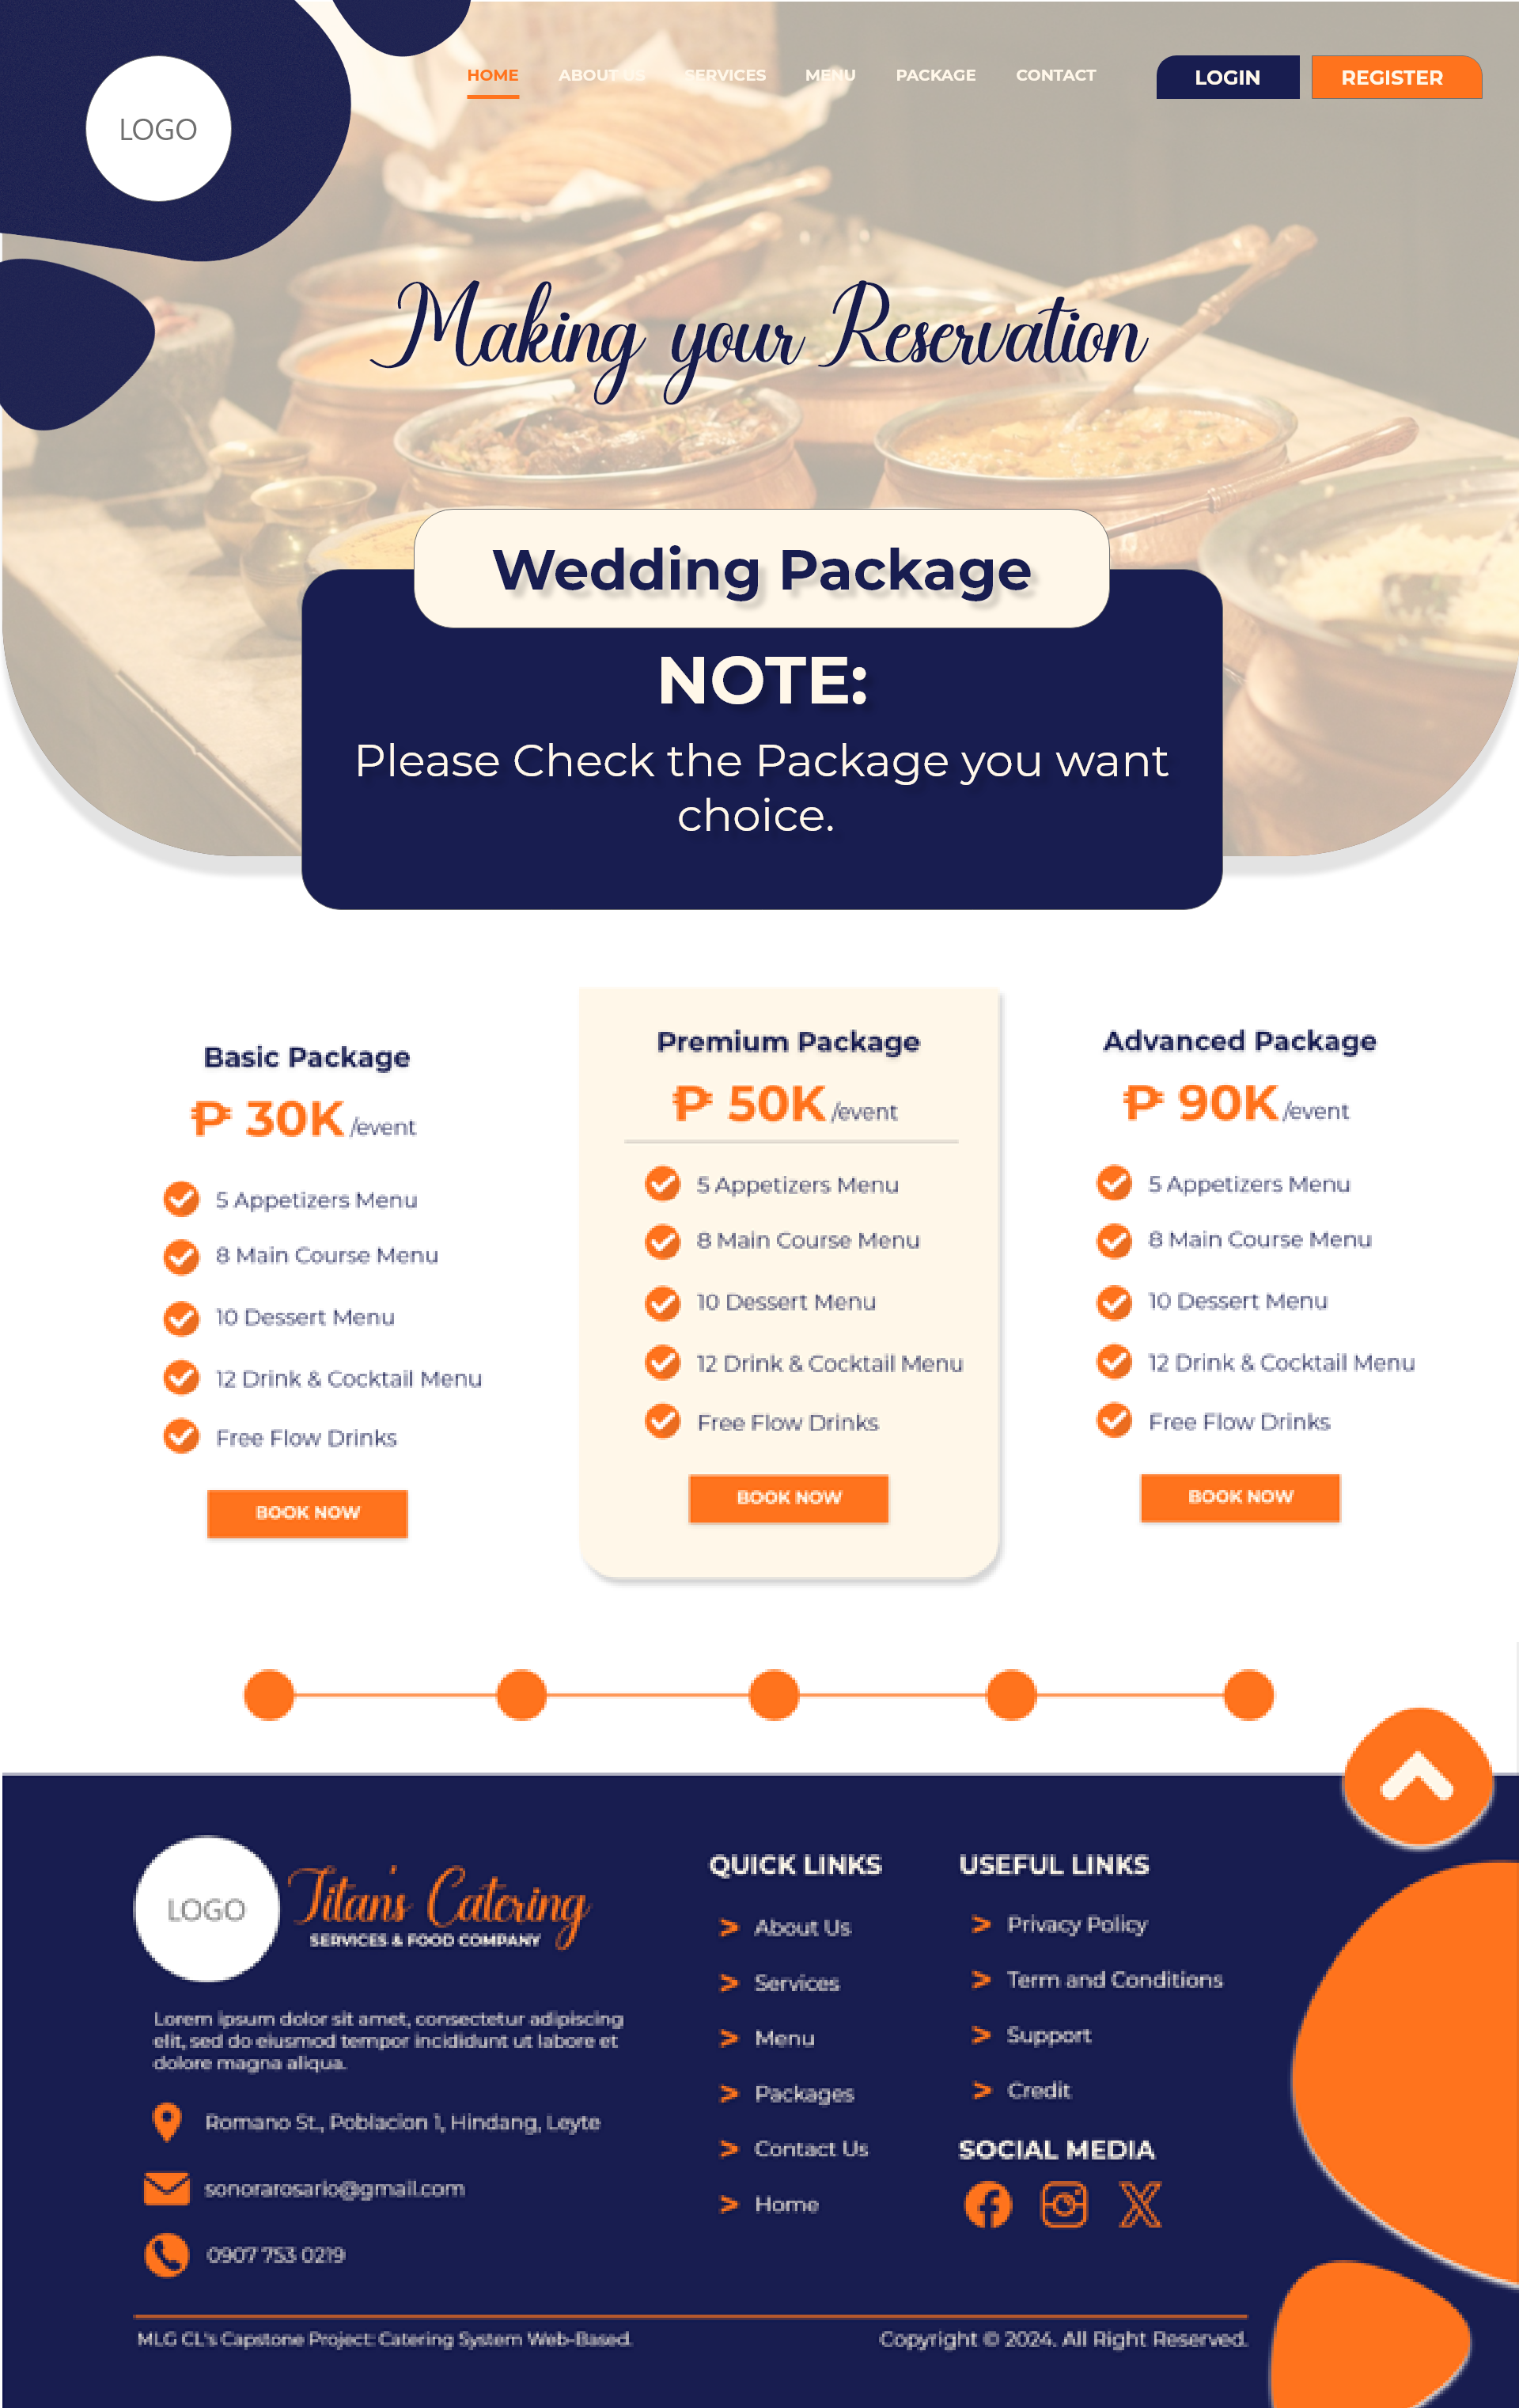 LOGO
HOME ABOUT US SERVICES MENU PACKAGE CONTACT LOGIN REGISTER
Making your Reservation
Wedding Package
NOTE:
Please Check the Package you want
choice.
Basic Package
₱ 30K /event
5 Appetizers Menu
8 Main Course Menu
10 Dessert Menu
12 Drink & Cocktail Menu
Free Flow Drinks
BOOK NOW
Premium Package
₱ 50K /event
5 Appetizers Menu
8 Main Course Menu
10 Dessert Menu
12 Drink & Cocktail Menu
Free Flow Drinks
BOOK NOW
Advanced Package
₱ 90K /event
5 Appetizers Menu
8 Main Course Menu
10 Dessert Menu
12 Drink & Cocktail Menu
Free Flow Drinks
BOOK NOW
LOGO
Titan's Catering
SERVICES & FOOD COMPANY
Lorem ipsum dolor sit amet, consectetur adipiscing
elit, sed do eiusmod tempor incididunt ut labore et
dolore magna aliqua.
Romano St., Poblacion 1, Hindang, Leyte
sonorarosario@gmail.com
0907 753 0219
QUICK LINKS
> About Us
> Services
> Menu
> Packages
> Contact Us
> Home
USEFUL LINKS
> Privacy Policy
> Term and Conditions
> Support
> Credit
SOCIAL MEDIA
MLG CL's Capstone Project: Catering System Web-Based.
Copyright © 2024. All Right Reserved.